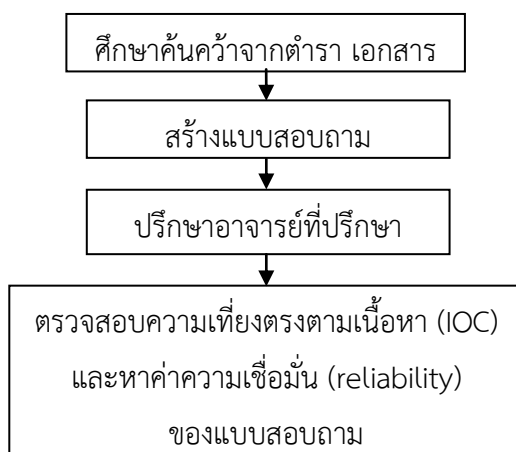 ศึกษาค้นคว้าจากตำรา เอกสาร
สร้างแบบสอบถาม
ปรึกษาอาจารย์ที่ปรึกษา
ตรวจสอบความเที่ยงตรงตามเนื้อหา (IOC)
และหาค่าความเชื่อมั่น (reliability)
ของแบบสอบถาม